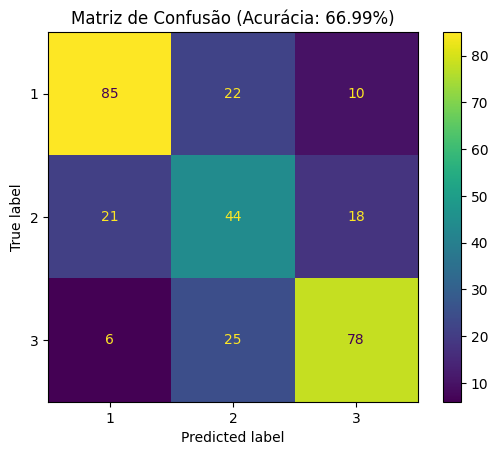 Matriz de Confusão (Acurácia: 66.99%)
1 85 22 10
2 21 44 18
3 6 25 78
1 2 3
Predicted label
True label
80
70
60
50
40
30
20
10